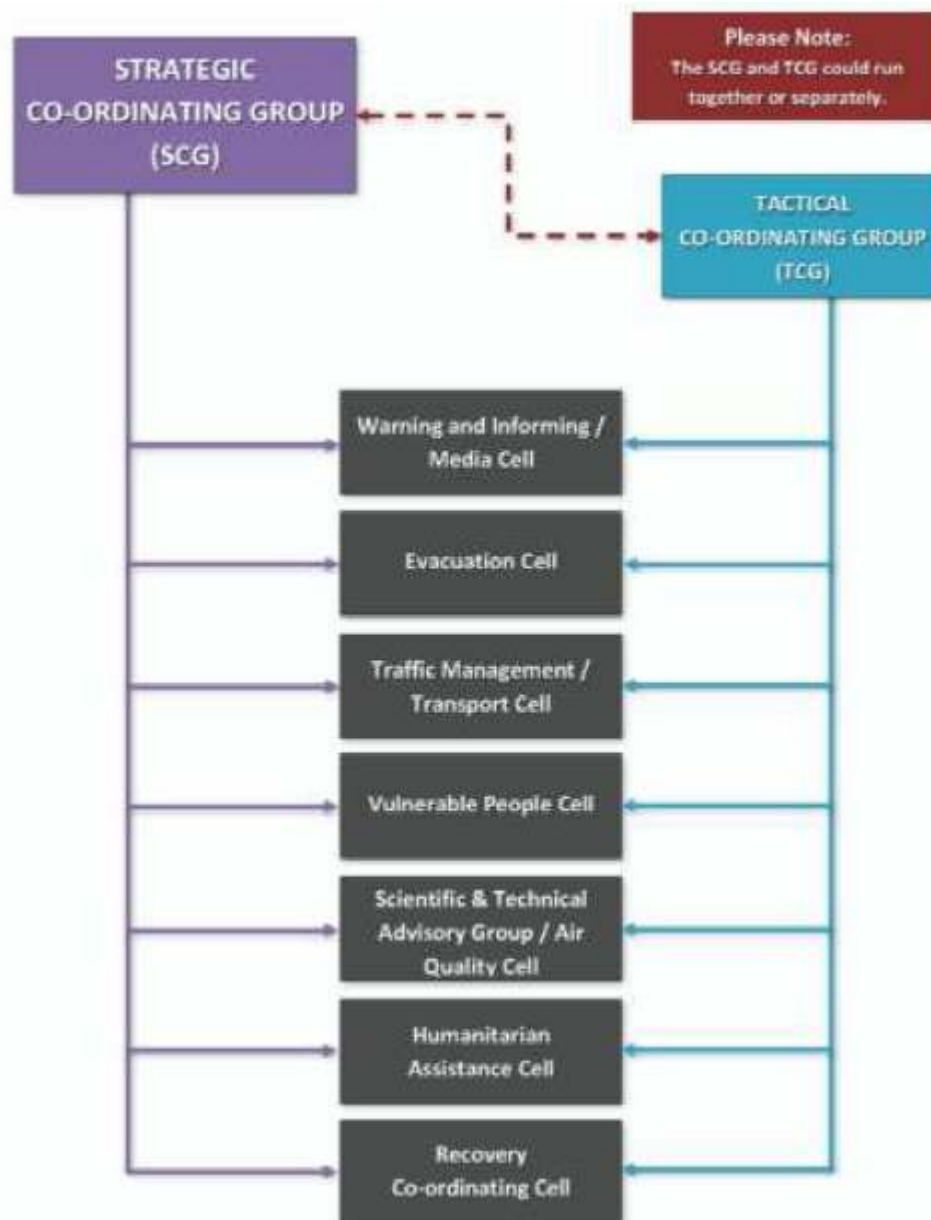 STRATEGIC
CO-ORDINATING GROUP
(SCG)
Please Note:
The SCG and TCG could run
together or separately.
TACTICAL
CO-ORDINATING GROUP
(TCG)
Warning and Informing /
Media Cell
Evacuation Cell
Traffic Management /
Transport Cell
Vulnerable People Cell
Scientific & Technical
Advisory Group / Air
Quality Cell
Humanitarian
Assistance Cell
Recovery
Co-ordinating Cell